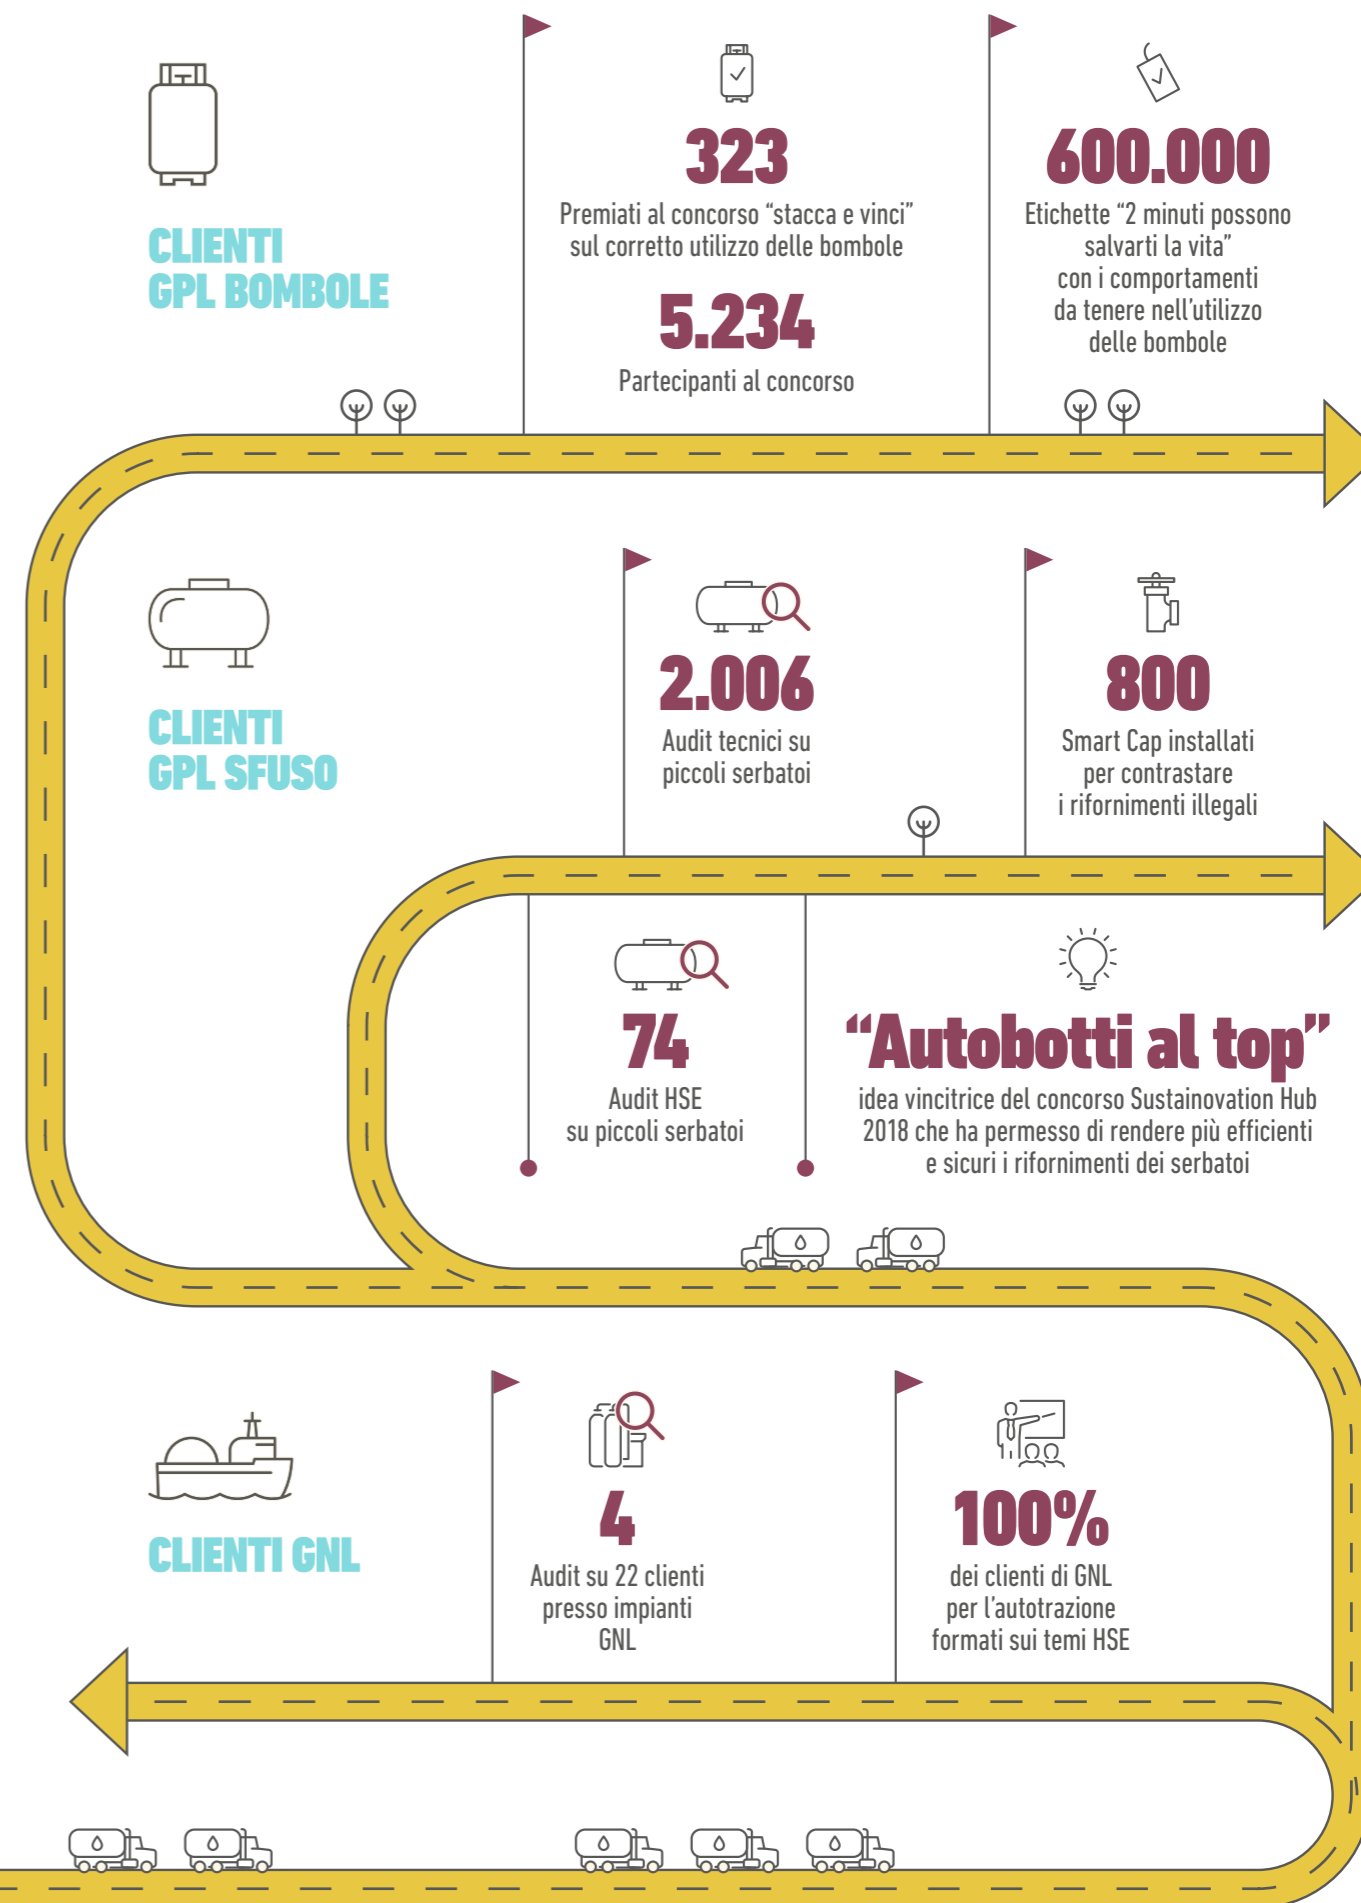 CLIENTI
GPL BOMBOLE
323
Premiati al concorso “stacca e vinci”
sul corretto utilizzo delle bombole
5.234
Partecipanti al concorso
600.000
Etichette “2 minuti possono
salvarti la vita”
con i comportamenti
da tenere nell’utilizzo
delle bombole
CLIENTI
GPL SFUSO
2.006
Audit tecnici su
piccoli serbatoi
800
Smart Cap installati
per contrastare
i rifornimenti illegali
74
Audit HSE
su piccoli serbatoi
“Autobotti al top”
idea vincitrice del concorso Sustainovation Hub
2018 che ha permesso di rendere più efficienti
e sicuri i rifornimenti dei serbatoi
CLIENTI GNL
4
Audit su 22 clienti
presso impianti
GNL
100%
dei clienti di GNL
per l’autotrazione
formati sui temi HSE